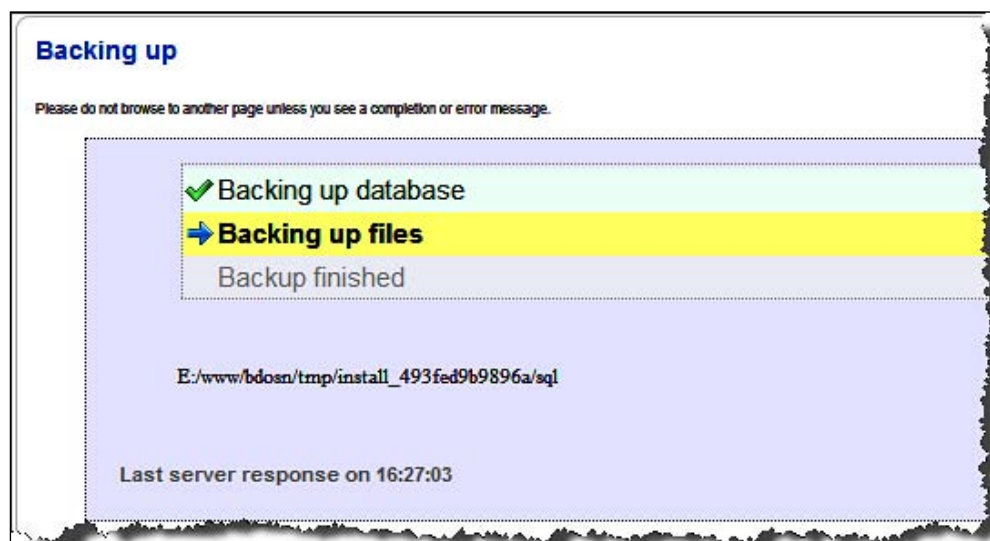 Backing up
Please do not browse to another page unless you see a completion or error message.
Backing up database
Backing up files
Backup finished
E:/www/bdosn/tmp/install_493fed9b9896a/sql
Last server response on 16:27:03